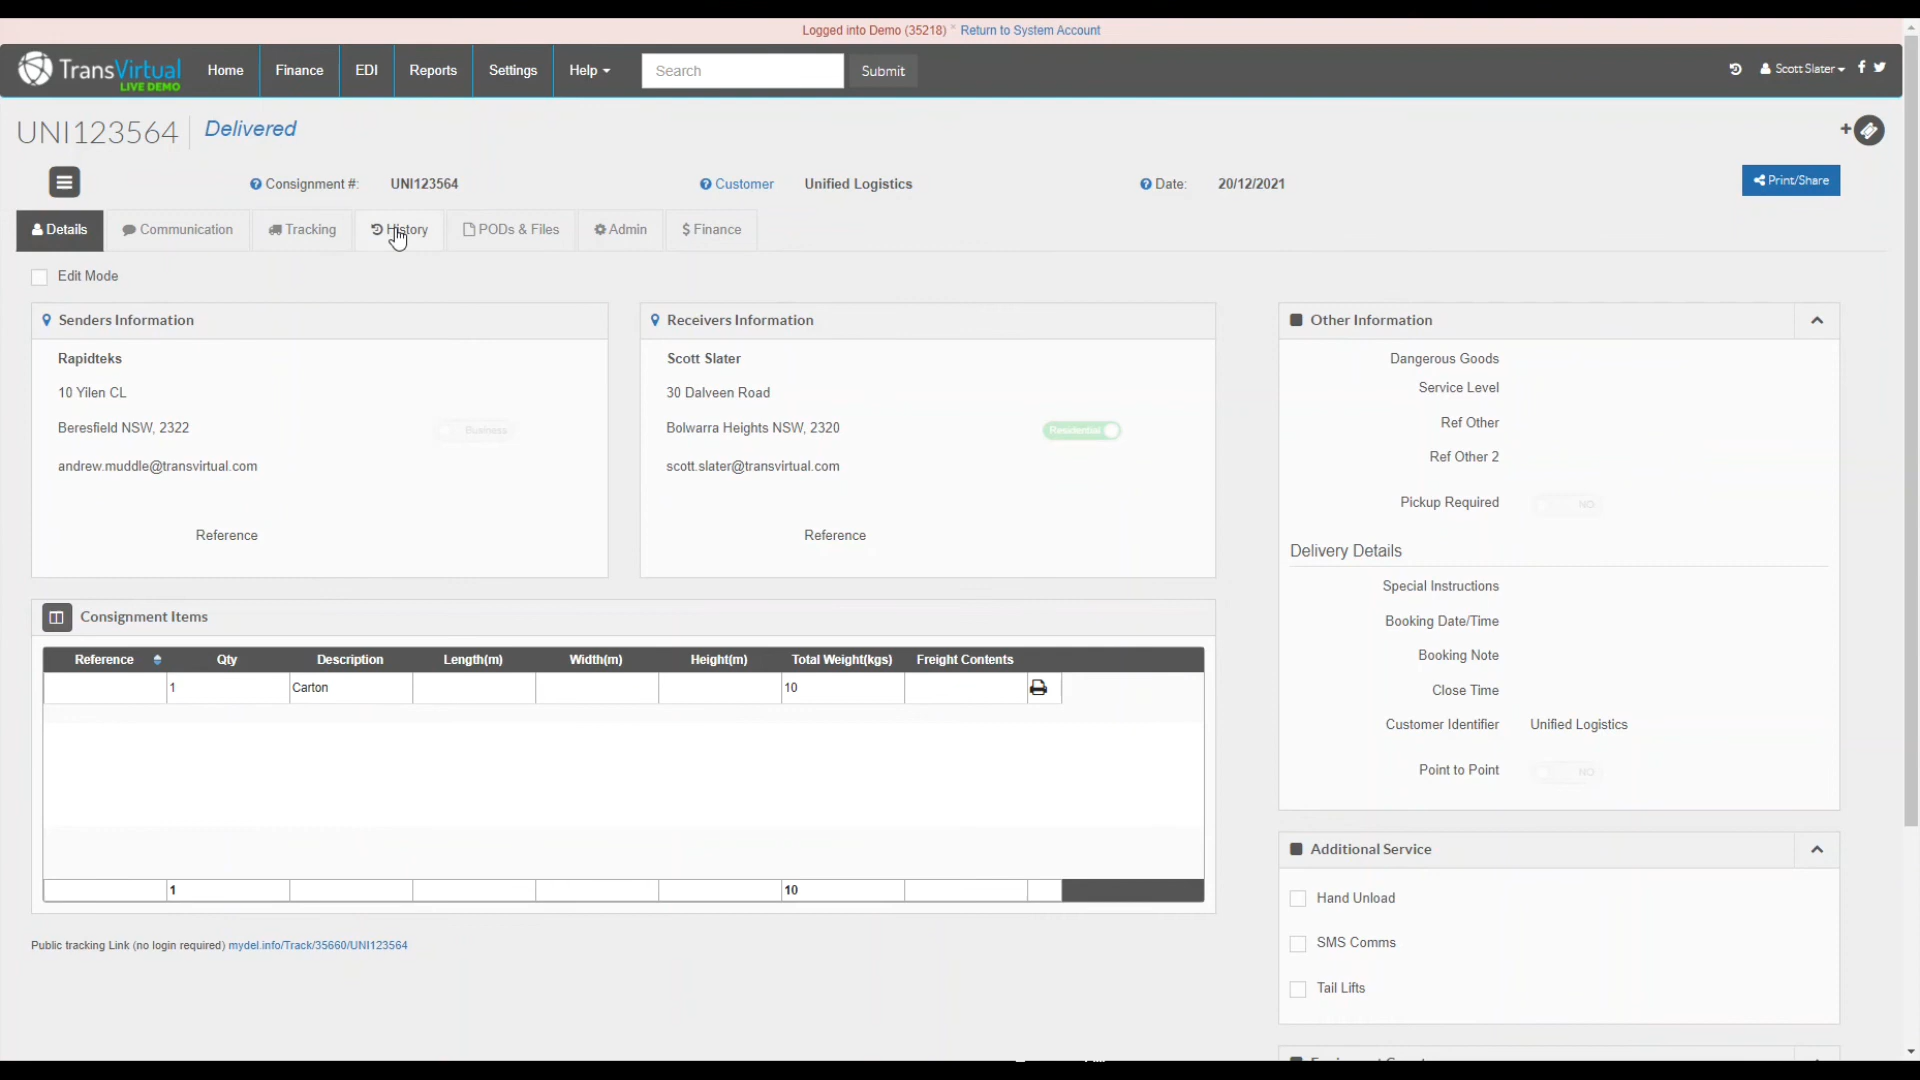 Logged into Demo (35218) Return to System Account
TransVirtual LIVE DEMO Home Finance EDI Reports Settings Help Search Submit Scott Slater
UNI123564 Delivered
Consignment #: UNI123564 Customer Unified Logistics Date: 20/12/2021 Print/Share
Details Communication Tracking History PODs & Files Admin Finance
Edit Mode
Senders Information
Rapidteks
10 Yilen CL
Beresfield NSW, 2322 Business
andrew.muddle@transvirtual.com
Reference
Receivers Information
Scott Slater
30 Dalveen Road
Bolwarra Heights NSW, 2320 Residential
scott.slater@transvirtual.com
Reference
Other Information
Dangerous Goods
Service Level
Ref Other
Ref Other 2
Pickup Required NO
Delivery Details
Special Instructions
Booking Date/Time
Booking Note
Close Time
Customer Identifier Unified Logistics
Point to Point NO
Consignment Items
Reference Qty Description Length(m) Width(m) Height(m) Total Weight(kgs) Freight Contents
1 Carton 10
1 10
Public tracking Link (no login required) mydel.info/Track/35660/UNI123564
Additional Service
Hand Unload
SMS Comms
Tail Lifts